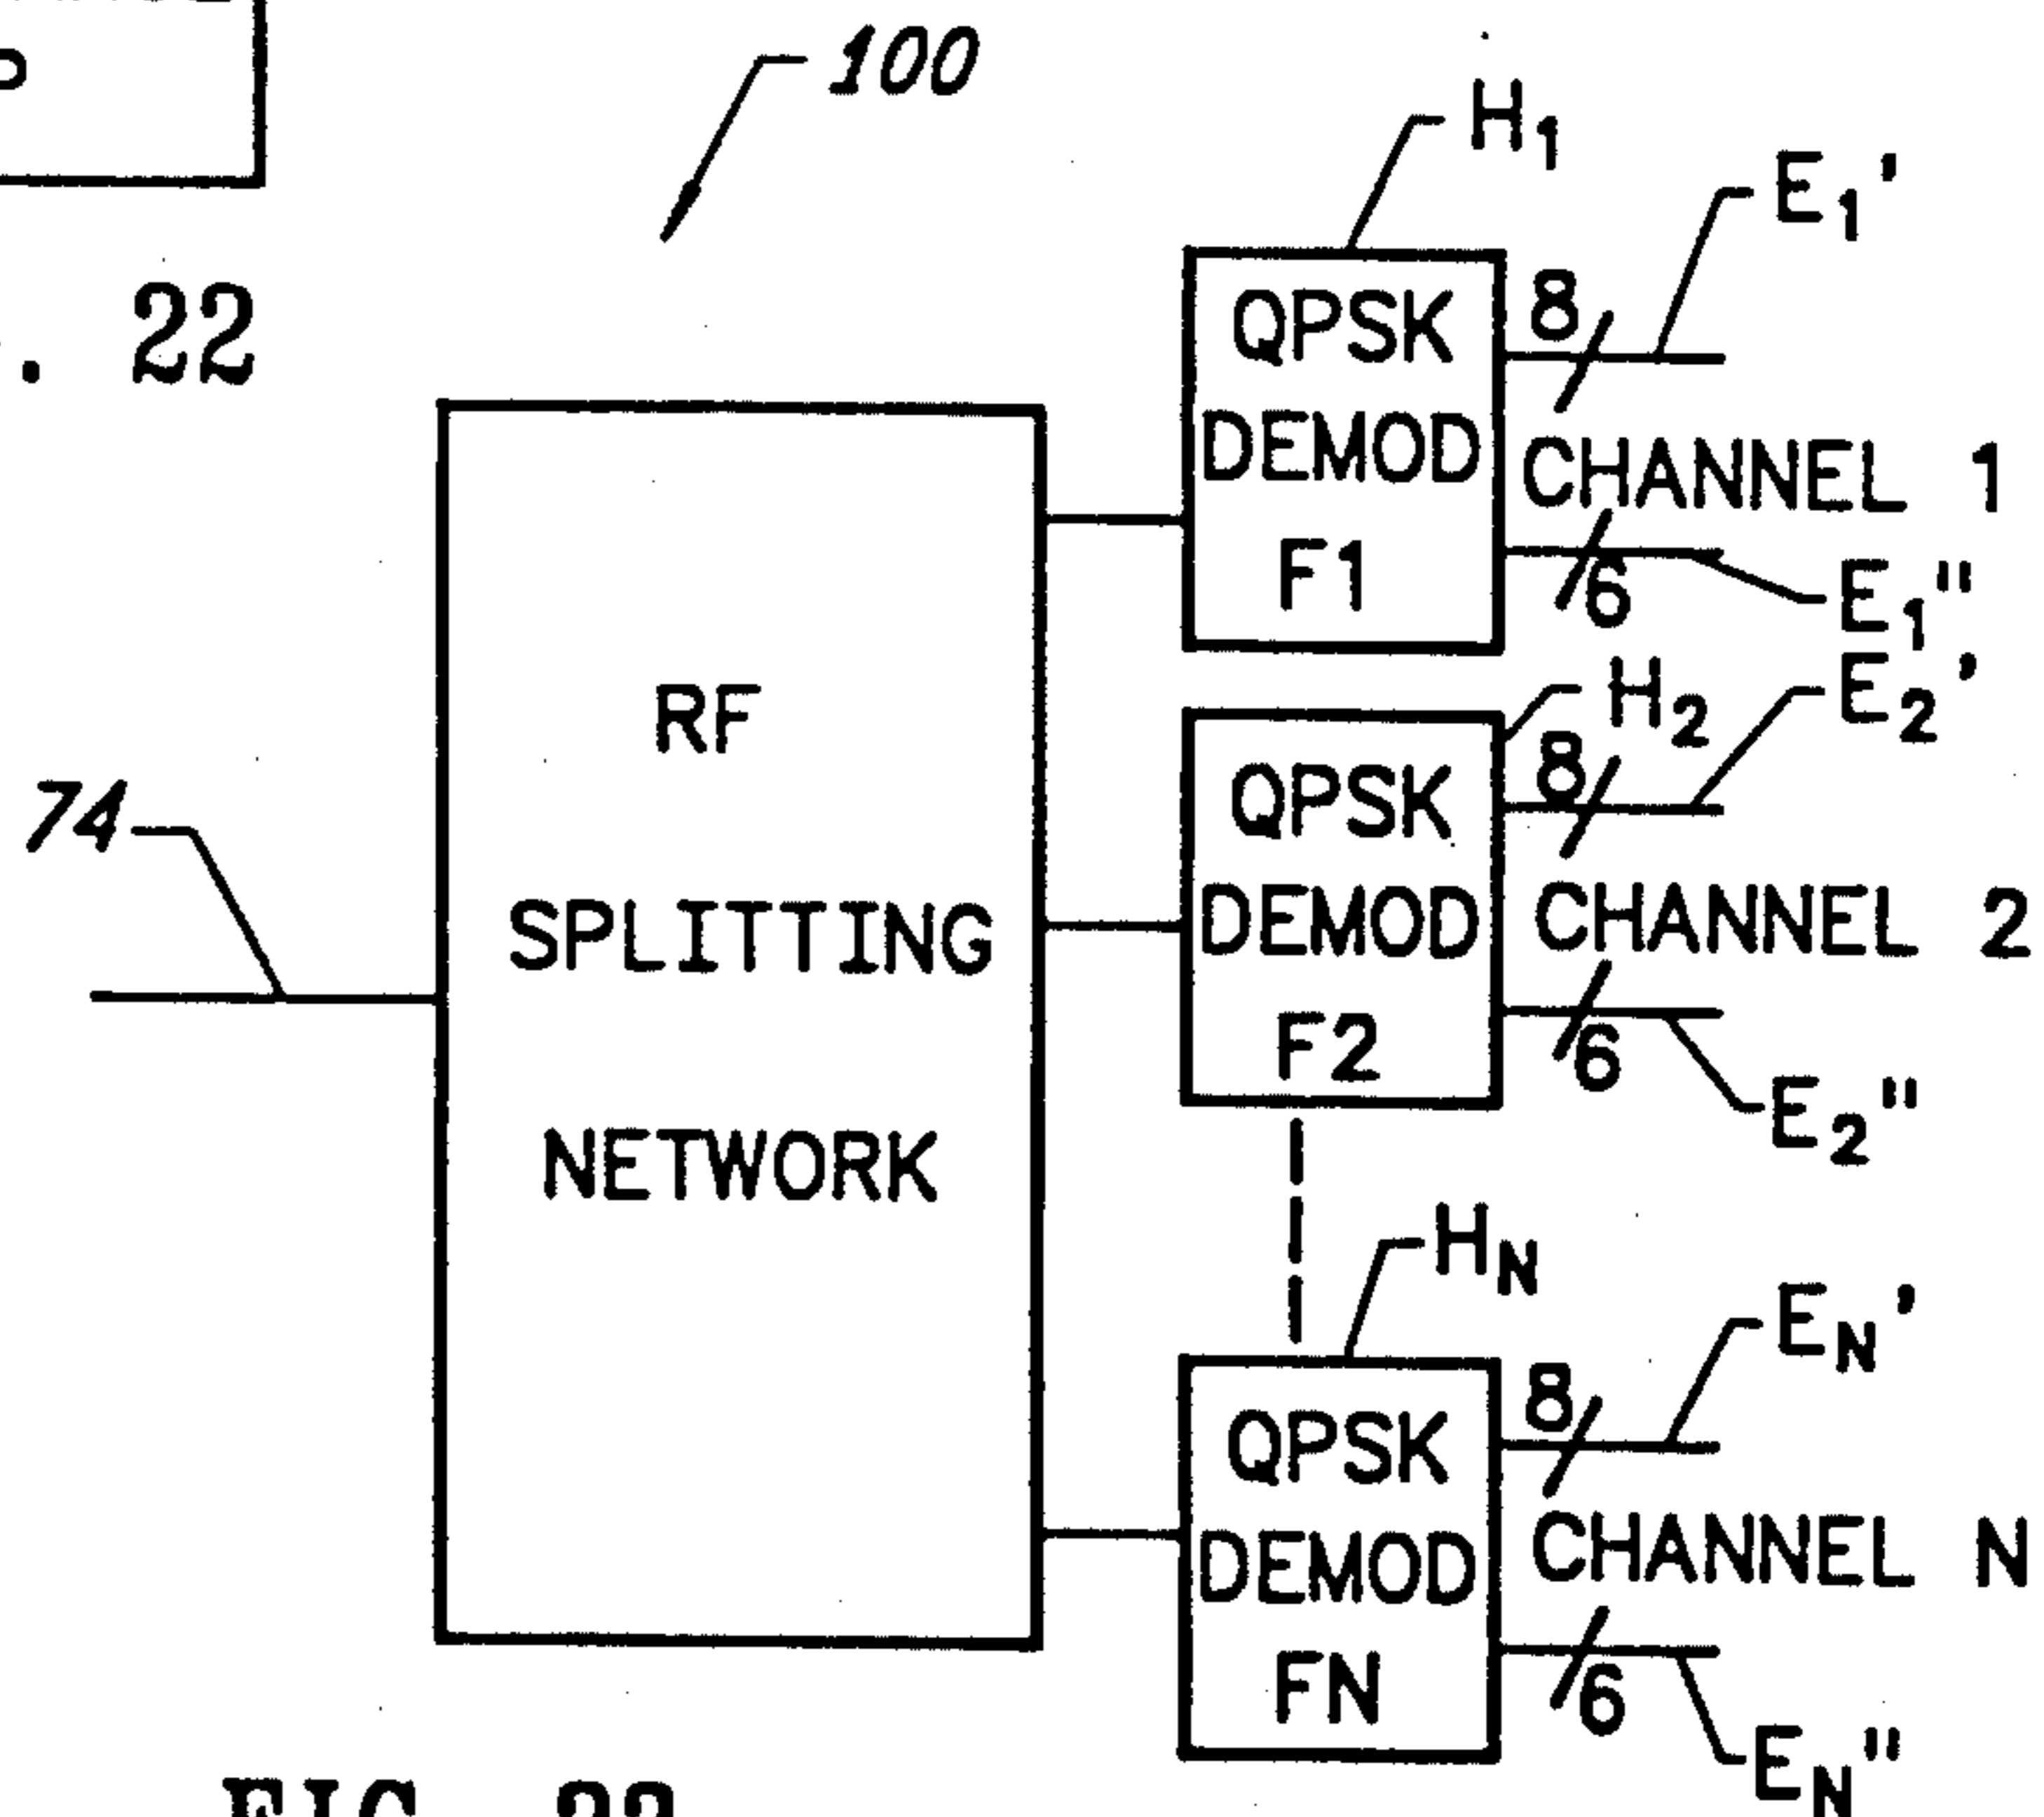 100
H1
E1'
. 22
QPSK
DEMOD
F1
8
CHANNEL 1
6
E1"
H2
E2'
RF
SPLITTING
NETWORK
74
QPSK
DEMOD
F2
8
CHANNEL 2
6
E2"
HN
EN'
QPSK
DEMOD
FN
8
CHANNEL N
6
EN"